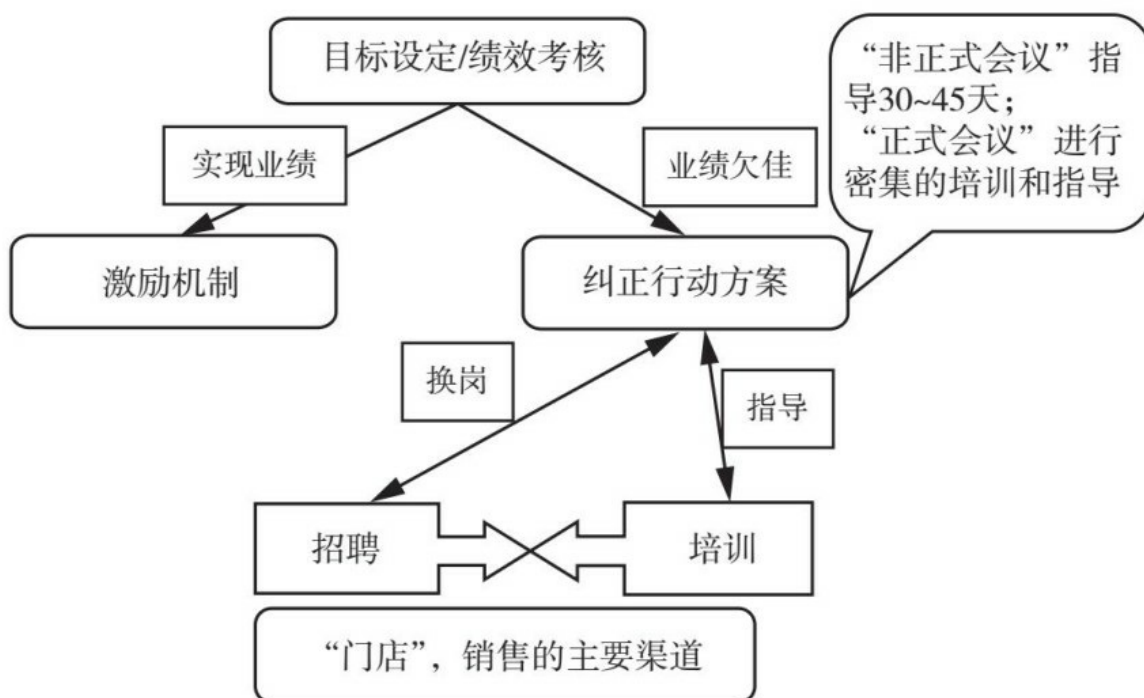 目标设定/绩效考核
“非正式会议”指
导30~45天；
“正式会议”进行
密集的培训和指导
实现业绩
业绩欠佳
激励机制
纠正行动方案
换岗
指导
招聘
培训
“门店”，销售的主要渠道